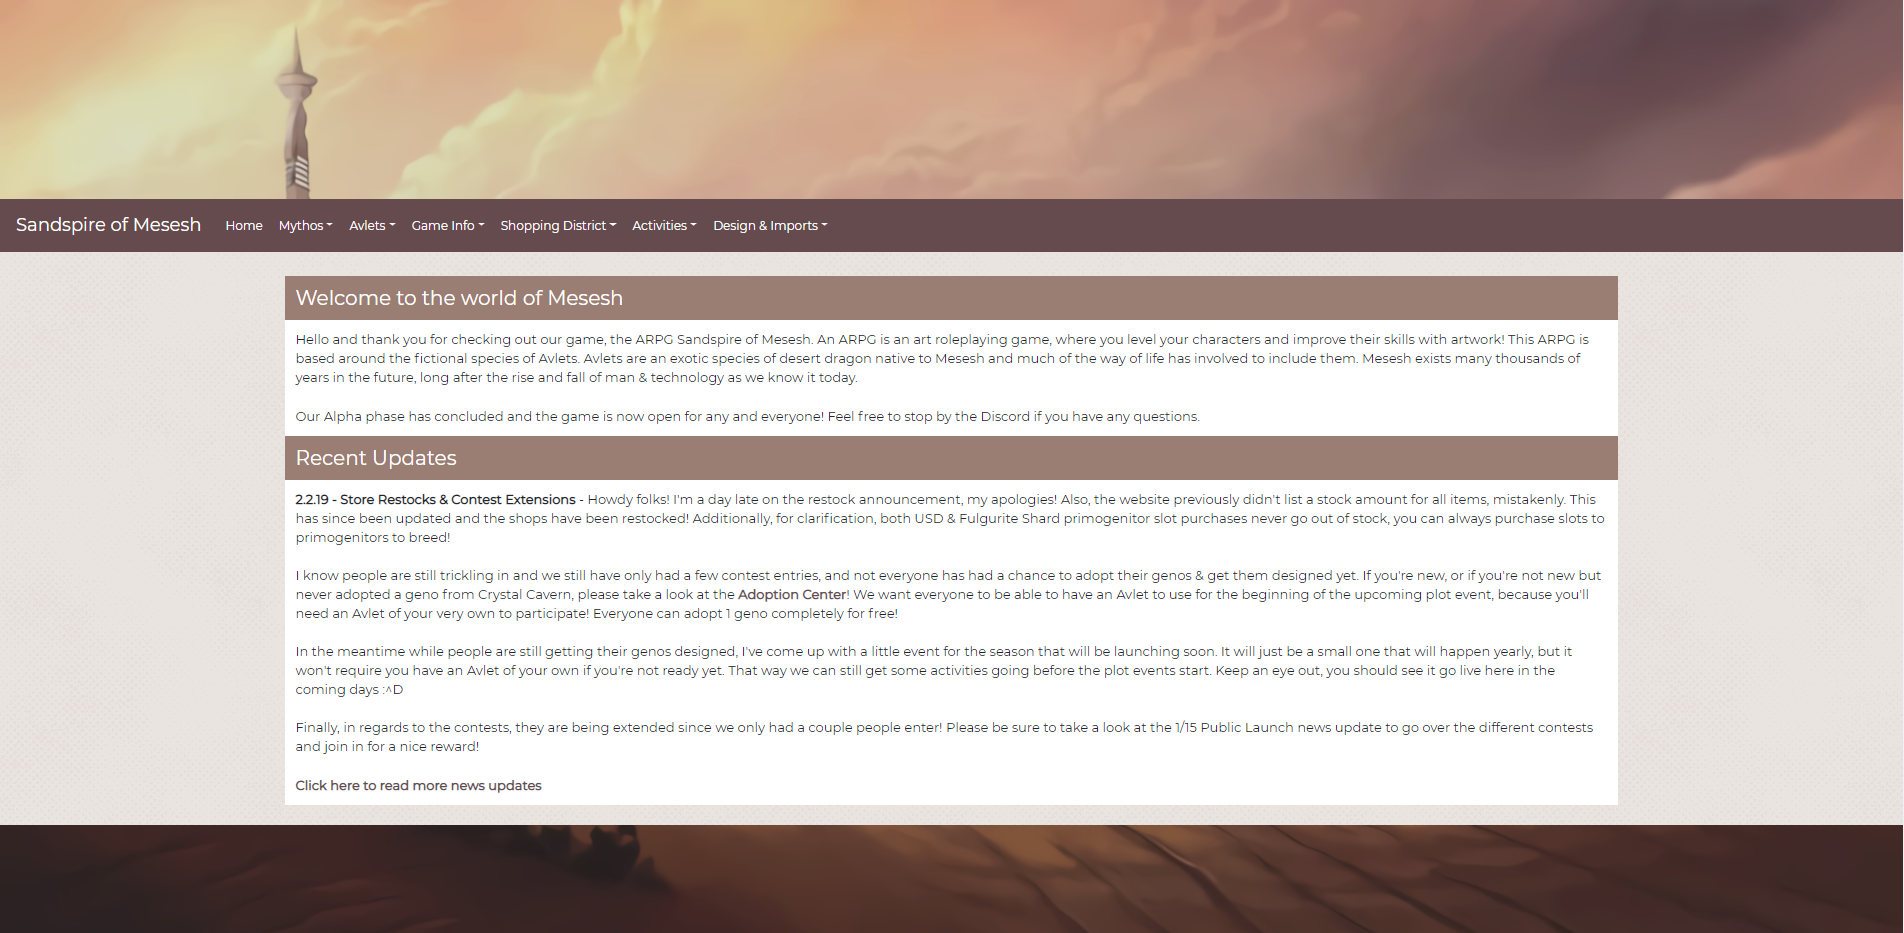 Sandspire of Mesesh Home Mythos Avlets Game Info Shopping District Activities Design & Imports
Welcome to the world of Mesesh
Hello and thank you for checking out our game, the ARPG Sandspire of Mesesh. An ARPG is an art roleplaying game, where you level your characters and improve their skills with artwork! This ARPG is
based around the fictional species of Avlets. Avlets are an exotic species of desert dragon native to Mesesh and much of the way of life has involved to include them. Mesesh exists many thousands of
years in the future, long after the rise and fall of man & technology as we know it today.
Our Alpha phase has concluded and the game is now open for any and everyone! Feel free to stop by the Discord if you have any questions.
Recent Updates
2.2.19 - Store Restocks & Contest Extensions - Howdy folks! I'm a day late on the restock announcement, my apologies! Also, the website previously didn't list a stock amount for all items, mistakenly. This
has since been updated and the shops have been restocked! Additionally, for clarification, both USD & Fulgurite Shard primogenitor slot purchases never go out of stock, you can always purchase slots to
primogenitors to breed!
I know people are still trickling in and we still have only had a few contest entries, and not everyone has had a chance to adopt their genos & get them designed yet. If you're new, or if you're not new but
never adopted a geno from Crystal Cavern, please take a look at the Adoption Center! We want everyone to be able to have an Avlet to use for the beginning of the upcoming plot event, because you'll
need an Avlet of your very own to participate! Everyone can adopt 1 geno completely for free!
In the meantime while people are still getting their genos designed, I've come up with a little event for the season that will be launching soon. It will just be a small one that will happen yearly, but it
won't require you have an Avlet of your own if you're not ready yet. That way we can still get some activities going before the plot events start. Keep an eye out, you should see it go live here in the
coming days :^D
Finally, in regards to the contests, they are being extended since we only had a couple people enter! Please be sure to take a look at the 1/15 Public Launch news update to go over the different contests
and join in for a nice reward!
Click here to read more news updates